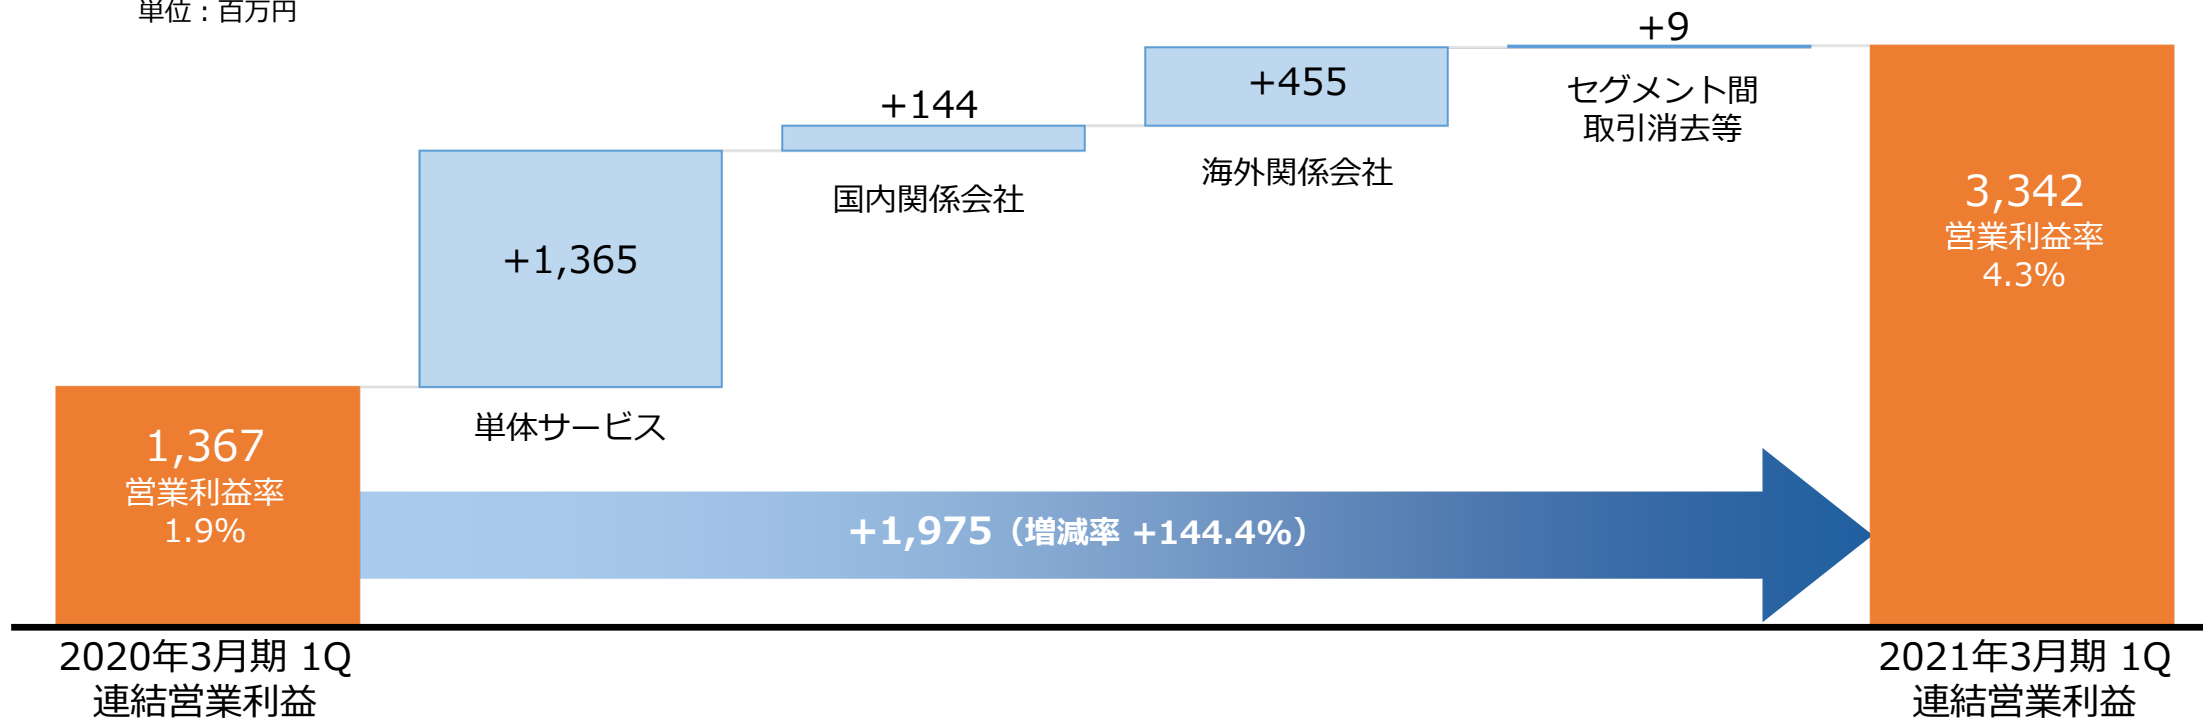 単位：百万円
+9
セグメント間
取引消去等
+455
海外関係会社
+144
国内関係会社
+1,365
単体サービス
3,342
営業利益率
4.3%
1,367
営業利益率
1.9%
+1,975（増減率 +144.4%）
2020年3月期 1Q
連結営業利益
2021年3月期 1Q
連結営業利益